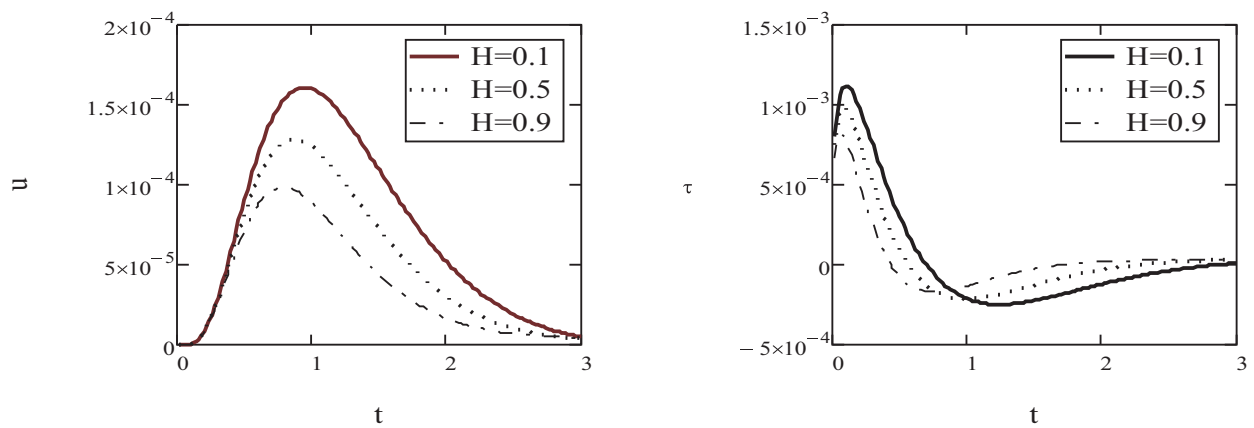 2×10⁻⁴
1.5×10⁻⁴
1×10⁻⁴
5×10⁻⁵
0
u
H=0.1
H=0.5
H=0.9
0 1 2 3
t
1.5×10⁻³
1×10⁻³
5×10⁻⁴
0
− 5×10⁻⁴
τ
H=0.1
H=0.5
H=0.9
0 1 2 3
t